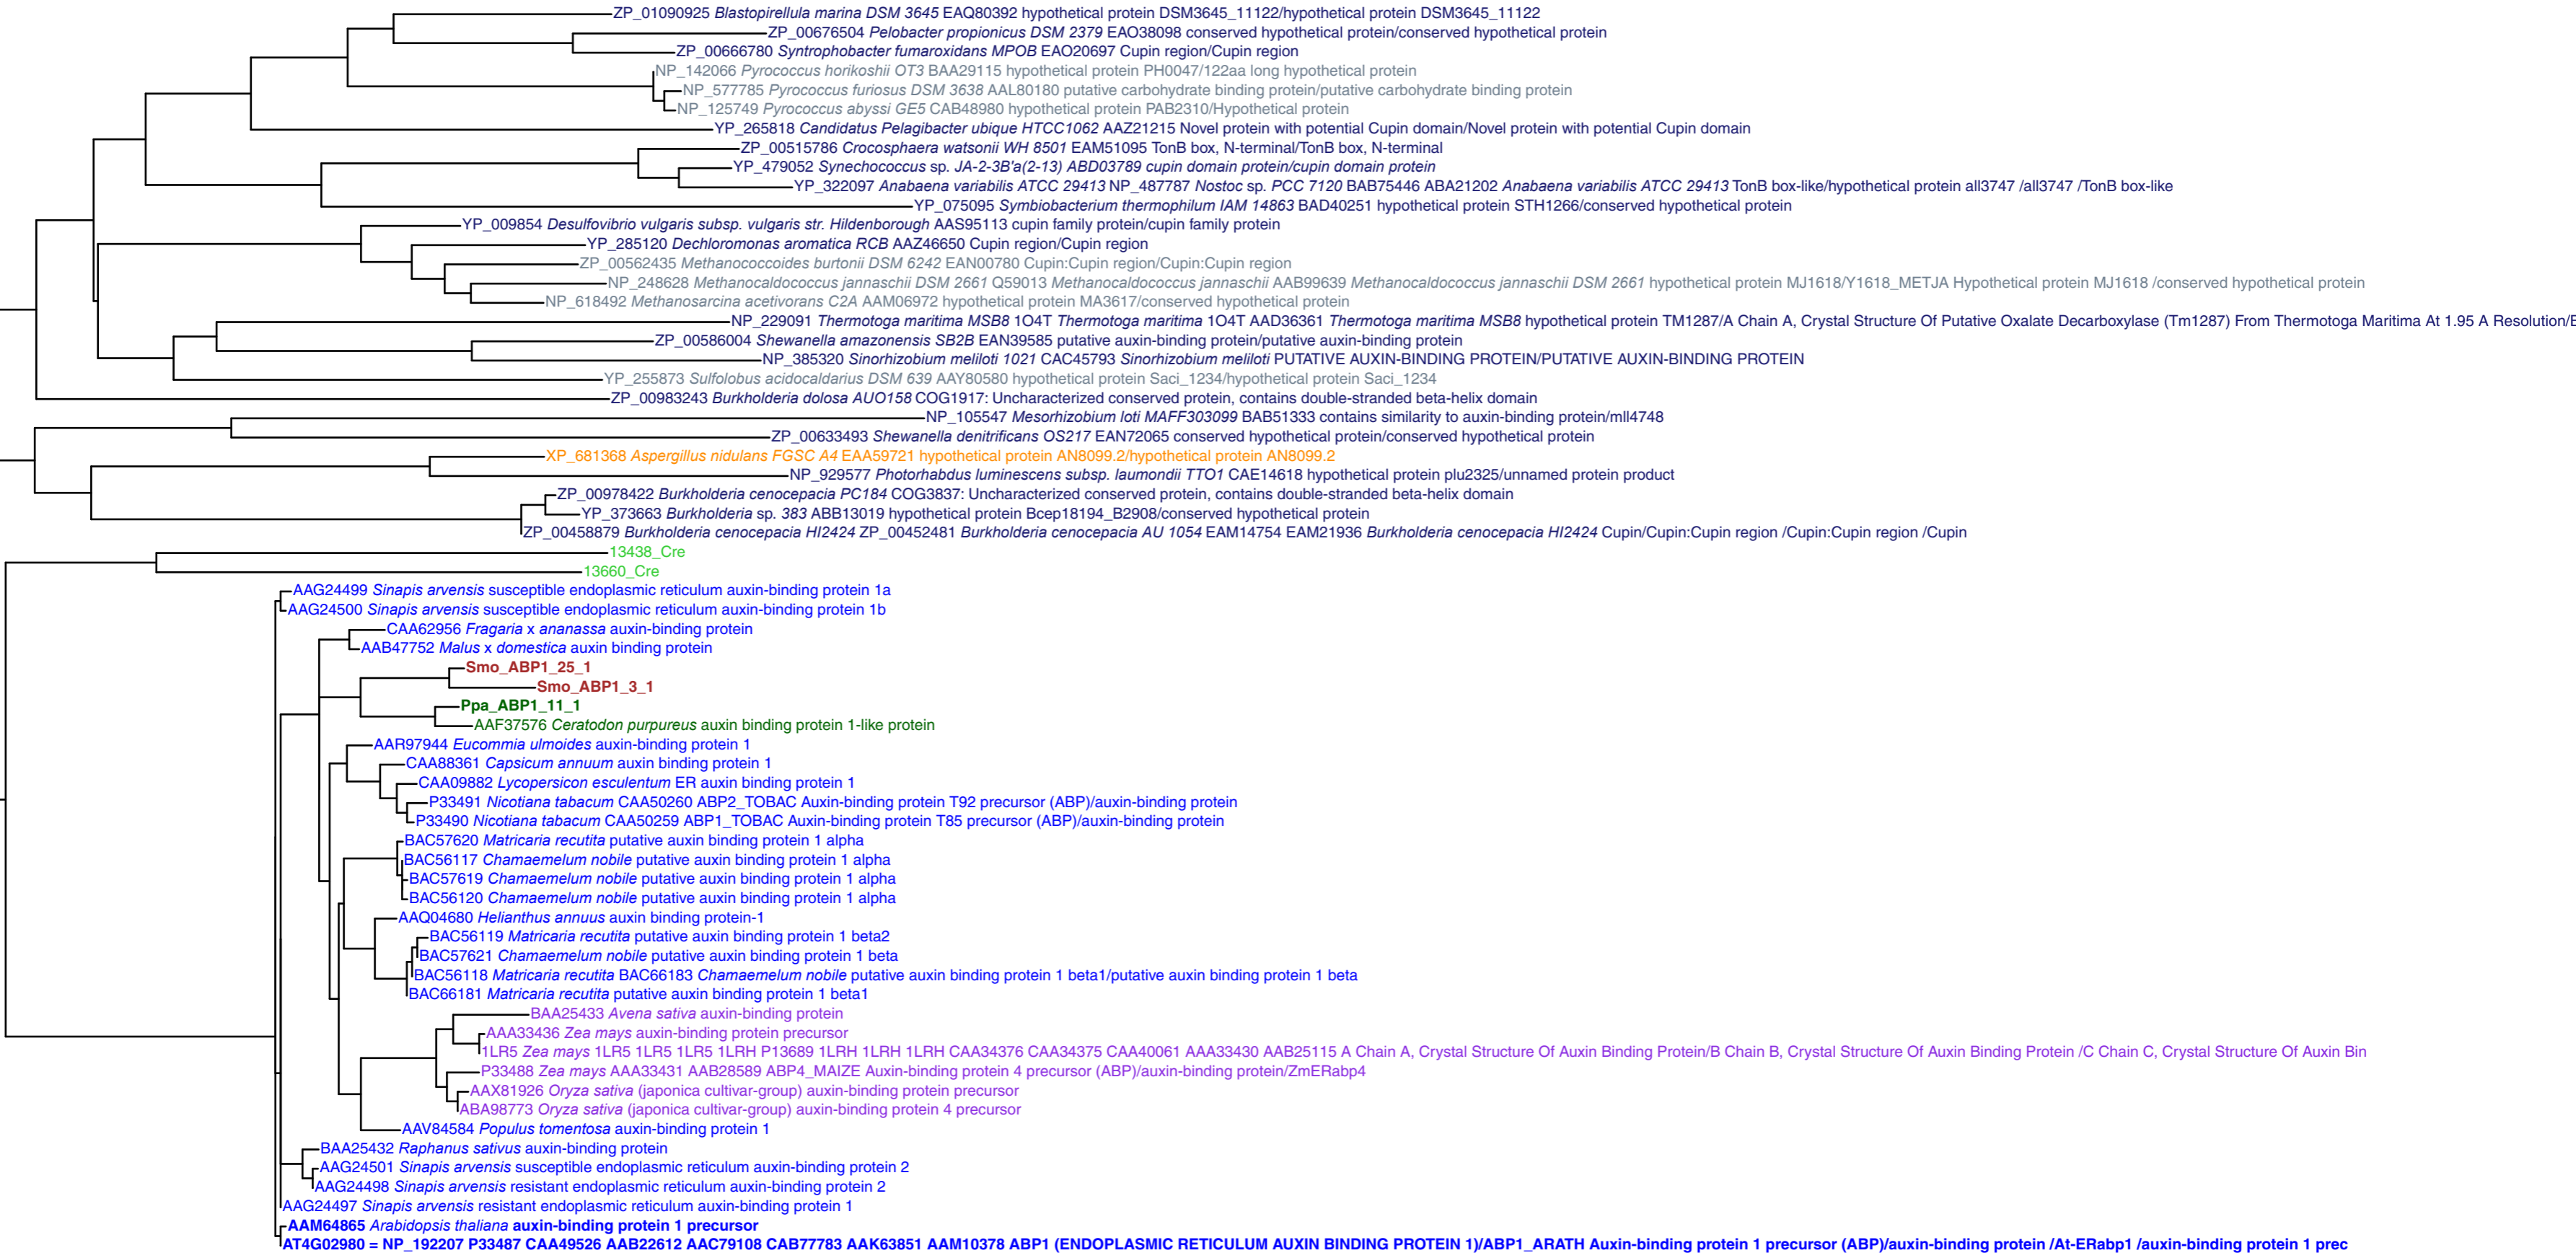 ZP_01090925 Blastopirellula marina DSM 3645 EAQ80392 hypothetical protein DSM3645_11122/hypothetical protein DSM3645_11122
ZP_00676504 Pelobacter propionicus DSM 2379 EAO38098 conserved hypothetical protein/conserved hypothetical protein
ZP_00666780 Syntrophobacter fumaroxidans MPOB EAO20697 Cupin region/Cupin region
NP_142066 Pyrococcus horikoshii OT3 BAA29115 hypothetical protein PH0047/122aa long hypothetical protein
NP_577785 Pyrococcus furiosus DSM 3638 AAL80180 putative carbohydrate binding protein/putative carbohydrate binding protein
NP_125749 Pyrococcus abyssi GE5 CAB48980 hypothetical protein PAB2310/Hypothetical protein
YP_265818 Candidatus Pelagibacter ubique HTCC1062 AAZ21215 Novel protein with potential Cupin domain/Novel protein with potential Cupin domain
ZP_00515786 Crocosphaera watsonii WH 8501 EAM51095 TonB box, N-terminal/TonB box, N-terminal
YP_479052 Synechococcus sp. JA-2-3B'a(2-13) ABD03789 cupin domain protein/cupin domain protein
YP_322097 Anabaena variabilis ATCC 29413 NP_487787 Nostoc sp. PCC 7120 BAB75446 ABA21202 Anabaena variabilis ATCC 29413 TonB box-like/hypothetical protein all3747 /all3747 /TonB box-like
YP_075095 Symbiobacterium thermophilum IAM 14863 BAD40251 hypothetical protein STH1266/conserved hypothetical protein
YP_009854 Desulfovibrio vulgaris subsp. vulgaris str. Hildenborough AAS95113 cupin family protein/cupin family protein
YP_285120 Dechloromonas aromatica RCB AAZ46650 Cupin region/Cupin region
ZP_00562435 Methanococcoides burtonii DSM 6242 EAN00780 Cupin:Cupin region/Cupin:Cupin region
NP_248628 Methanocaldococcus jannaschii DSM 2661 Q59013 Methanocaldococcus jannaschii AAB99639 Methanocaldococcus jannaschii DSM 2661 hypothetical protein MJ1618/Y1618_METJA Hypothetical protein MJ1618 /conserved hypothetical protein
NP_618492 Methanosarcina acetivorans C2A AAM06972 hypothetical protein MA3617/conserved hypothetical protein
NP_229091 Thermotoga maritima MSB8 1O4T Thermotoga maritima 1O4T AAD36361 Thermotoga maritima MSB8 hypothetical protein TM1287/A Chain A, Crystal Structure Of Putative Oxalate Decarboxylase (Tm1287) From Thermotoga Maritima At 1.95 A Resolution/
ZP_00586004 Shewanella amazonensis SB2B EAN39585 putative auxin-binding protein/putative auxin-binding protein
NP_385320 Sinorhizobium meliloti 1021 CAC45793 Sinorhizobium meliloti PUTATIVE AUXIN-BINDING PROTEIN/PUTATIVE AUXIN-BINDING PROTEIN
YP_255873 Sulfolobus acidocaldarius DSM 639 AAY80580 hypothetical protein Saci_1234/hypothetical protein Saci_1234
ZP_00983243 Burkholderia dolosa AUO158 COG1917: Uncharacterized conserved protein, contains double-stranded beta-helix domain
NP_105547 Mesorhizobium loti MAFF303099 BAB51333 contains similarity to auxin-binding protein/mll4748
ZP_00633493 Shewanella denitrificans OS217 EAN72065 conserved hypothetical protein/conserved hypothetical protein
XP_681368 Aspergillus nidulans FGSC A4 EAA59721 hypothetical protein AN8099.2/hypothetical protein AN8099.2
NP_929577 Photorhabdus luminescens subsp. laumondii TTO1 CAE14618 hypothetical protein plu2325/unnamed protein product
ZP_00978422 Burkholderia cenocepacia PC184 COG3837: Uncharacterized conserved protein, contains double-stranded beta-helix domain
YP_373663 Burkholderia sp. 383 ABB13019 hypothetical protein Bcep18194_B2908/conserved hypothetical protein
ZP_00458879 Burkholderia cenocepacia HI2424 ZP_00452481 Burkholderia cenocepacia AU 1054 EAM14754 EAM21936 Burkholderia cenocepacia HI2424 Cupin/Cupin:Cupin region /Cupin:Cupin region /Cupin
13438_Cre
13660_Cre
AAG24499 Sinapis arvensis susceptible endoplasmic reticulum auxin-binding protein 1a
AAG24500 Sinapis arvensis susceptible endoplasmic reticulum auxin-binding protein 1b
CAA62956 Fragaria x ananassa auxin-binding protein
AAB47752 Malus x domestica auxin binding protein
Smo_ABP1_25_1
Smo_ABP1_3_1
Ppa_ABP1_11_1
AAF37576 Ceratodon purpureus auxin binding protein 1-like protein
AAR97944 Eucommia ulmoides auxin-binding protein 1
CAA88361 Capsicum annuum auxin binding protein 1
CAA09882 Lycopersicon esculentum ER auxin binding protein 1
P33491 Nicotiana tabacum CAA50260 ABP2_TOBAC Auxin-binding protein T92 precursor (ABP)/auxin-binding protein
P33490 Nicotiana tabacum CAA50259 ABP1_TOBAC Auxin-binding protein T85 precursor (ABP)/auxin-binding protein
BAC57620 Matricaria recutita putative auxin binding protein 1 alpha
BAC56117 Chamaemelum nobile putative auxin binding protein 1 alpha
BAC57619 Chamaemelum nobile putative auxin binding protein 1 alpha
BAC56120 Chamaemelum nobile putative auxin binding protein 1 alpha
AAQ04680 Helianthus annuus auxin binding protein-1
BAC56119 Matricaria recutita putative auxin binding protein 1 beta2
BAC57621 Chamaemelum nobile putative auxin binding protein 1 beta
BAC56118 Matricaria recutita BAC66183 Chamaemelum nobile putative auxin binding protein 1 beta1/putative auxin binding protein 1 beta
BAC66181 Matricaria recutita putative auxin binding protein 1 beta1
BAA25433 Avena sativa auxin-binding protein
AAA33436 Zea mays auxin-binding protein precursor
1LR5 Zea mays 1LR5 1LR5 1LR5 1LRH P13689 1LRH 1LRH 1LRH CAA34376 CAA34375 CAA40061 AAA33430 AAB25115 A Chain A, Crystal Structure Of Auxin Binding Protein/B Chain B, Crystal Structure Of Auxin Binding Protein /C Chain C, Crystal Structure Of Auxin Bin
P33488 Zea mays AAA33431 AAB28589 ABP4_MAIZE Auxin-binding protein 4 precursor (ABP)/auxin-binding protein/ZmERabp4
AAX81926 Oryza sativa (japonica cultivar-group) auxin-binding protein precursor
ABA98773 Oryza sativa (japonica cultivar-group) auxin-binding protein 4 precursor
AAV84584 Populus tomentosa auxin-binding protein 1
BAA25432 Raphanus sativus auxin-binding protein
AAG24501 Sinapis arvensis susceptible endoplasmic reticulum auxin-binding protein 2
AAG24498 Sinapis arvensis resistant endoplasmic reticulum auxin-binding protein 2
AAG24497 Sinapis arvensis resistant endoplasmic reticulum auxin-binding protein 1
AAM64865 Arabidopsis thaliana auxin-binding protein 1 precursor
AT4G02980 = NP_192207 P33487 CAA49526 AAB22612 AAC79108 CAB77783 AAK63851 AAM10378 ABP1 (ENDOPLASMIC RETICULUM AUXIN BINDING PROTEIN 1)/ABP1_ARATH Auxin-binding protein 1 precursor (ABP)/auxin-binding protein /At-ERabp1 /auxin-binding protein 1 prec